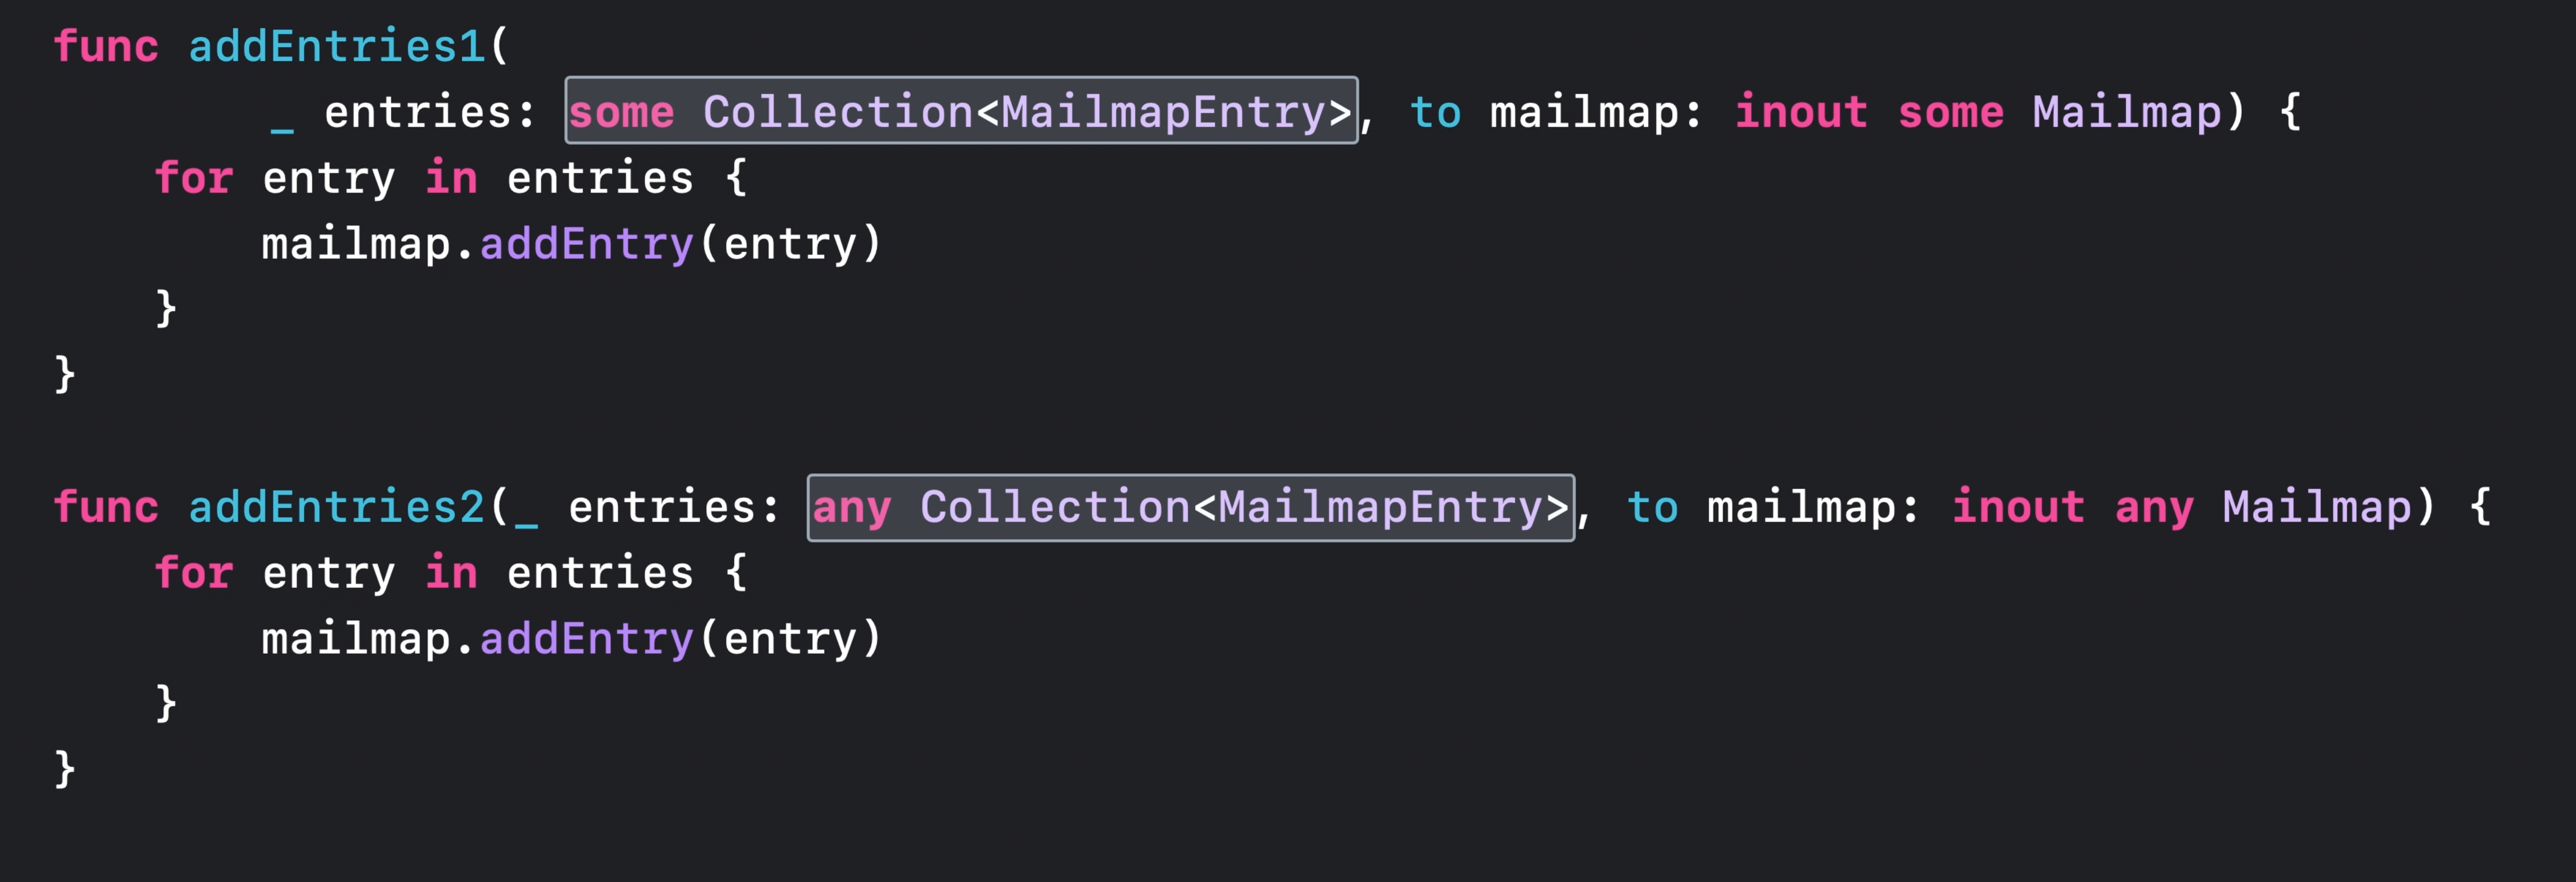 func addEntries1(
        _ entries: some Collection<MailmapEntry>, to mailmap: inout some Mailmap) {
    for entry in entries {
        mailmap.addEntry(entry)
    }
}
func addEntries2(_ entries: any Collection<MailmapEntry>, to mailmap: inout any Mailmap) {
    for entry in entries {
        mailmap.addEntry(entry)
    }
}